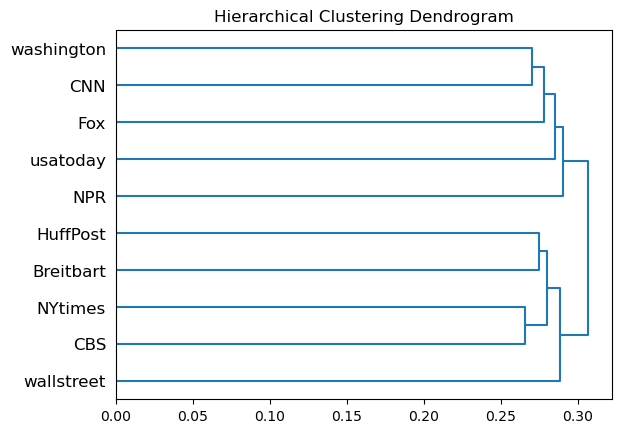 Hierarchical Clustering Dendrogram
washington
CNN
Fox
usatoday
NPR
HuffPost
Breitbart
NYtimes
CBS
wallstreet
0.00 0.05 0.10 0.15 0.20 0.25 0.30